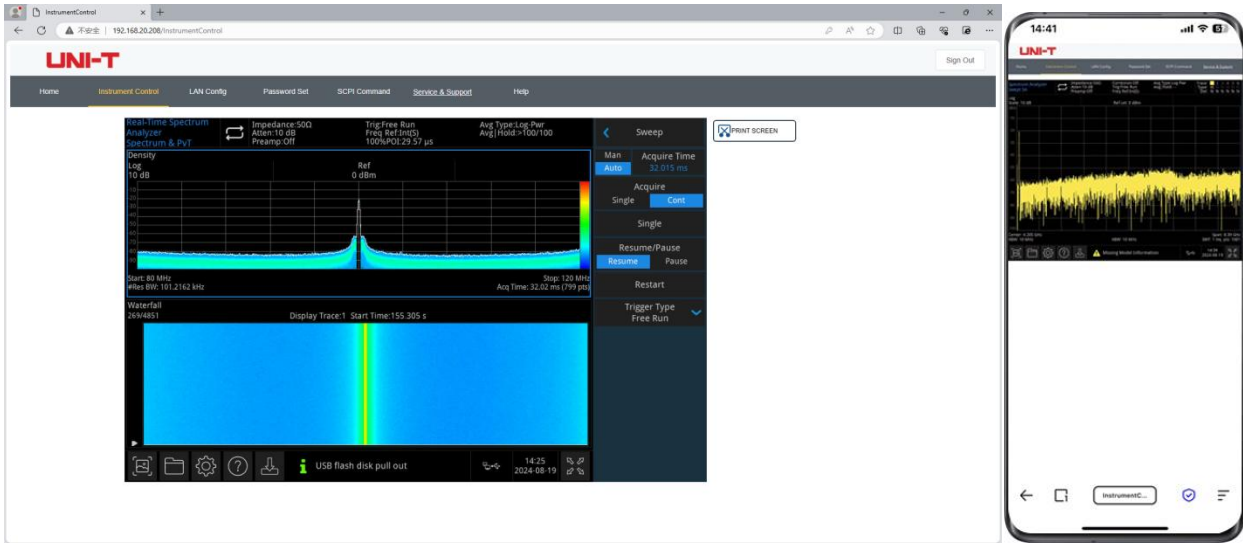 InstrumentControl
不安全 | 192.168.20.208/InstrumentControl
UNI-T
Sign Out
Home Instrument Control LAN Config Password Set SCPI Command Service & Support Help
Real-Time Spectrum
Analyzer
Spectrum & PvT
Impedance:50Ω
Atten:10 dB
Preamp:Off
Trig:Free Run
Freq Ref:Int(S)
100%POI:29.57 μs
Avg Type:Log-Pwr
Avg|Hold:>100/100
Density
Log
10 dB
Ref
0 dBm
Start: 80 MHz
#Res BW: 101.2162 kHz
Stop: 120 MHz
Acq Time: 32.02 ms (799 pts)
Waterfall
269/4851
Display Trace:1 Start Time:155.305 s
USB flash disk pull out
14:25
2024-08-19
Sweep
Man
Auto
Acquire Time
32.015 ms
Acquire
Single Cont
Single
Resume/Pause
Resume Pause
Restart
Trigger Type
Free Run
PRINT SCREEN
14:41
UNI-T
Missing Model Information
InstrumentC...